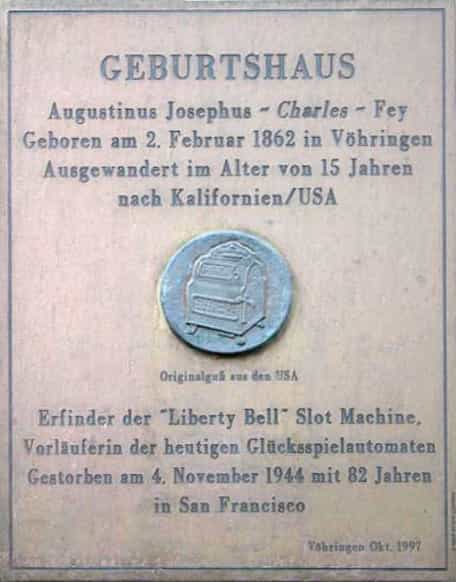 GEBURTSHAUS
Augustinus Josephus - Charles - Fey
Geboren am 2. Februar 1862 in Vöhringen
Ausgewandert im Alter von 15 Jahren
nach Kalifornien/USA
Originalguß aus den USA
Erfinder der "Liberty Bell" Slot Machine,
Vorläuferin der heutigen Glücksspielautomaten
Gestorben am 4. November 1944 mit 82 Jahren
in San Francisco
Vöhringen Okt. 1997